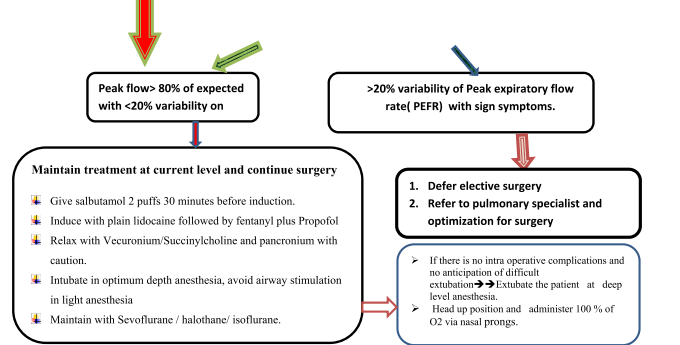 Peak flow> 80% of expected
with <20% variability on
>20% variability of Peak expiratory flow
rate( PEFR) with sign symptoms.
Maintain treatment at current level and continue surgery
Give salbutamol 2 puffs 30 minutes before induction.
Induce with plain lidocaine followed by fentanyl plus Propofol
Relax with Vecuronium/Succinylcholine and pancronium with
caution.
Intubate in optimum depth anesthesia, avoid airway stimulation
in light anesthesia
Maintain with Sevoflurane / halothane/ isoflurane.
1. Defer elective surgery
2. Refer to pulmonary specialist and
optimization for surgery
➢ If there is no intra operative complications and
no anticipation of difficult
extubation➔➔Extubate the patient at deep
level anesthesia.
➢ Head up position and administer 100 % of
O2 via nasal prongs.